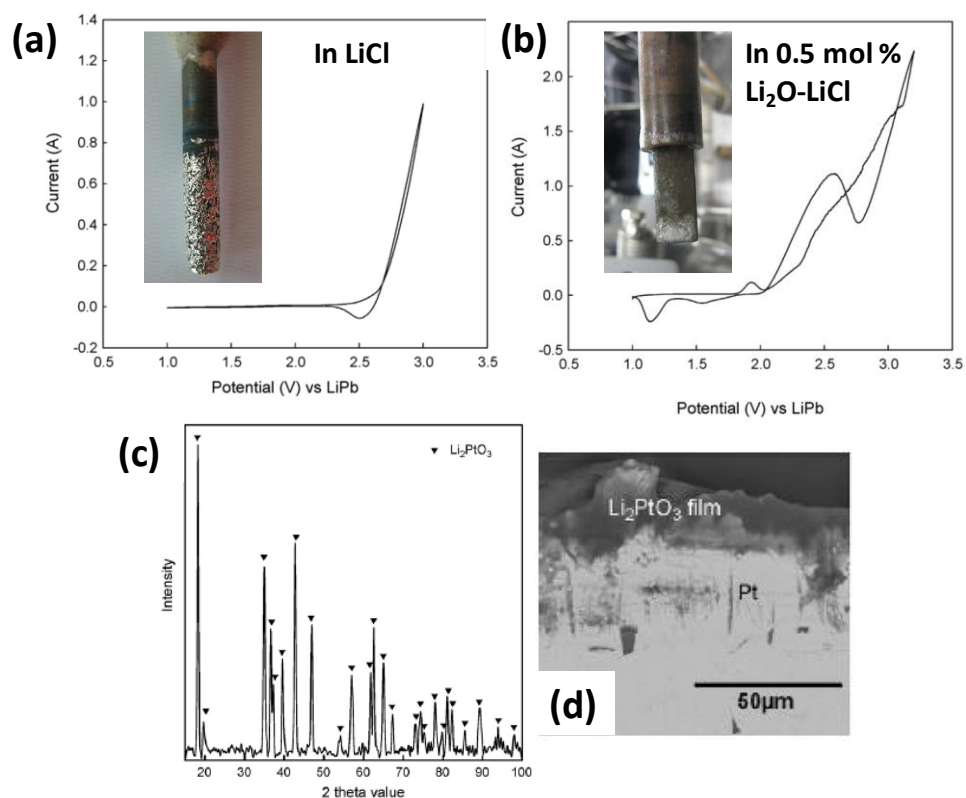 (a)
In LiCl
1.4
1.2
1.0
0.8
0.6
0.4
0.2
0.0
-0.2
Current (A)
0.5 1.0 1.5 2.0 2.5 3.0 3.5
Potential (V) vs LiPb
(b)
In 0.5 mol %
Li₂O-LiCl
2.0
1.5
1.0
0.5
0.0
-0.5
Current (A)
0.5 1.0 1.5 2.0 2.5 3.0 3.5
Potential (V) vs LiPb
(c)
▼ Li₂PtO₃
Intensity
20 30 40 50 60 70 80 90 100
2 theta value
Li₂PtO₃ film
Pt
50μm
(d)